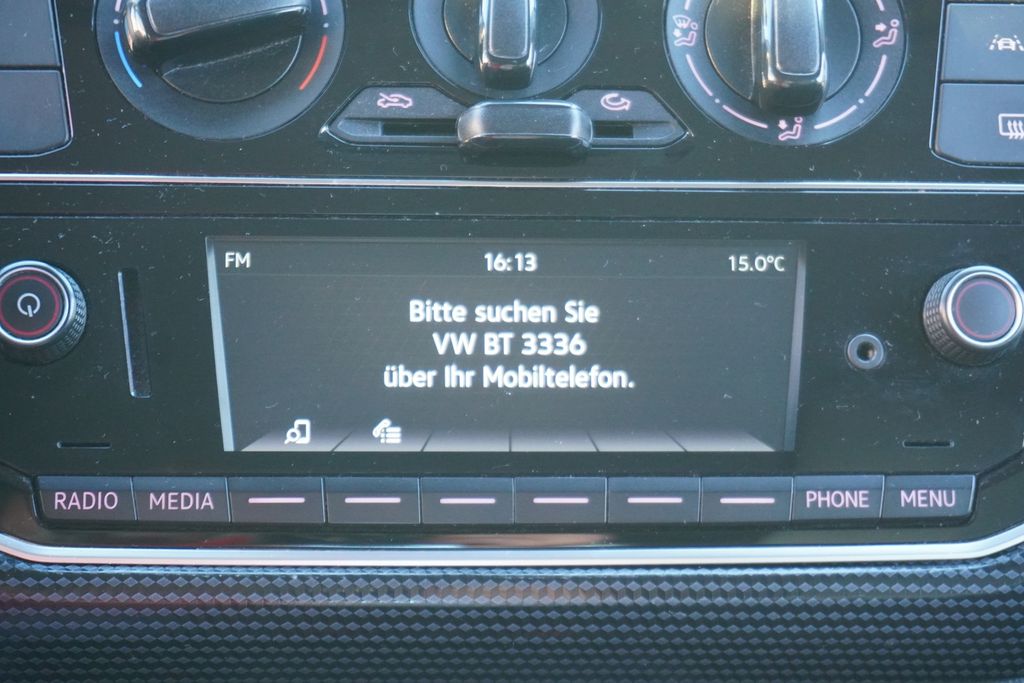 FM 16:13 15.0°C
Bitte suchen Sie
VW BT 3336
über Ihr Mobiltelefon.
RADIO MEDIA PHONE MENU